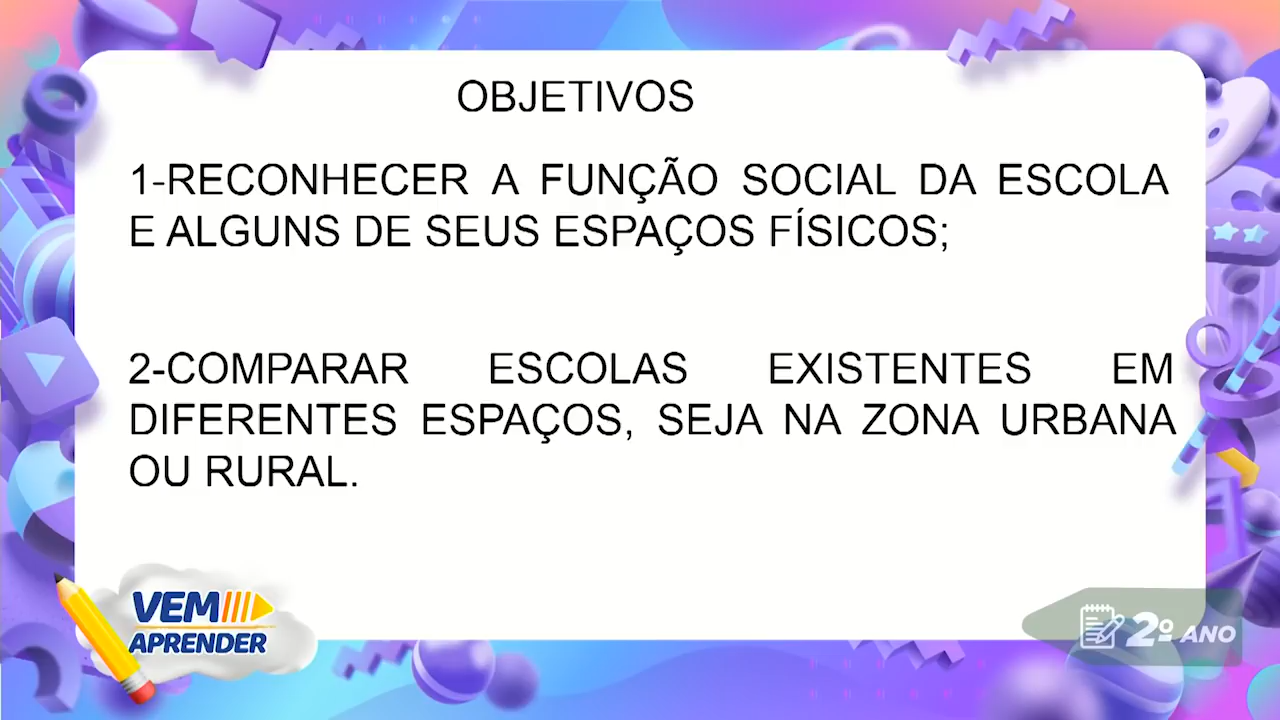 OBJETIVOS
1-RECONHECER A FUNÇÃO SOCIAL DA ESCOLA
E ALGUNS DE SEUS ESPAÇOS FÍSICOS;
2-COMPARAR ESCOLAS EXISTENTES EM
DIFERENTES ESPAÇOS, SEJA NA ZONA URBANA
OU RURAL.
VEM
APRENDER
2º ANO